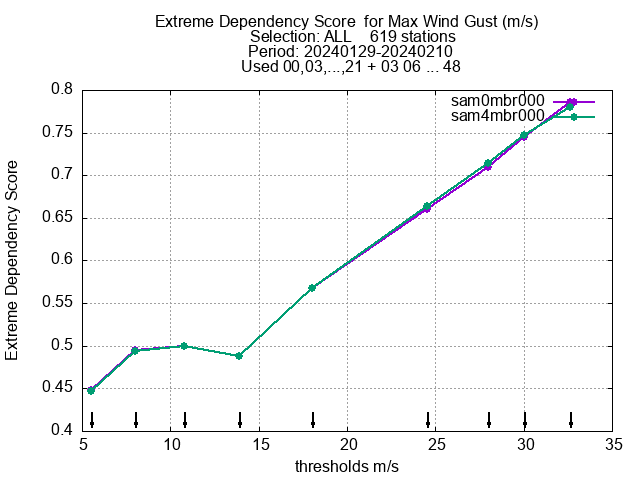 Extreme Dependency Score  for Max Wind Gust (m/s)
Selection: ALL    619 stations
Period: 20240129-20240210
Used 00,03,...,21 + 03 06 ... 48
sam0mbr000
sam4mbr000
0.8
0.75
0.7
0.65
0.6
0.55
0.5
0.45
0.4
Extreme Dependency Score
5 10 15 20 25 30 35
thresholds m/s